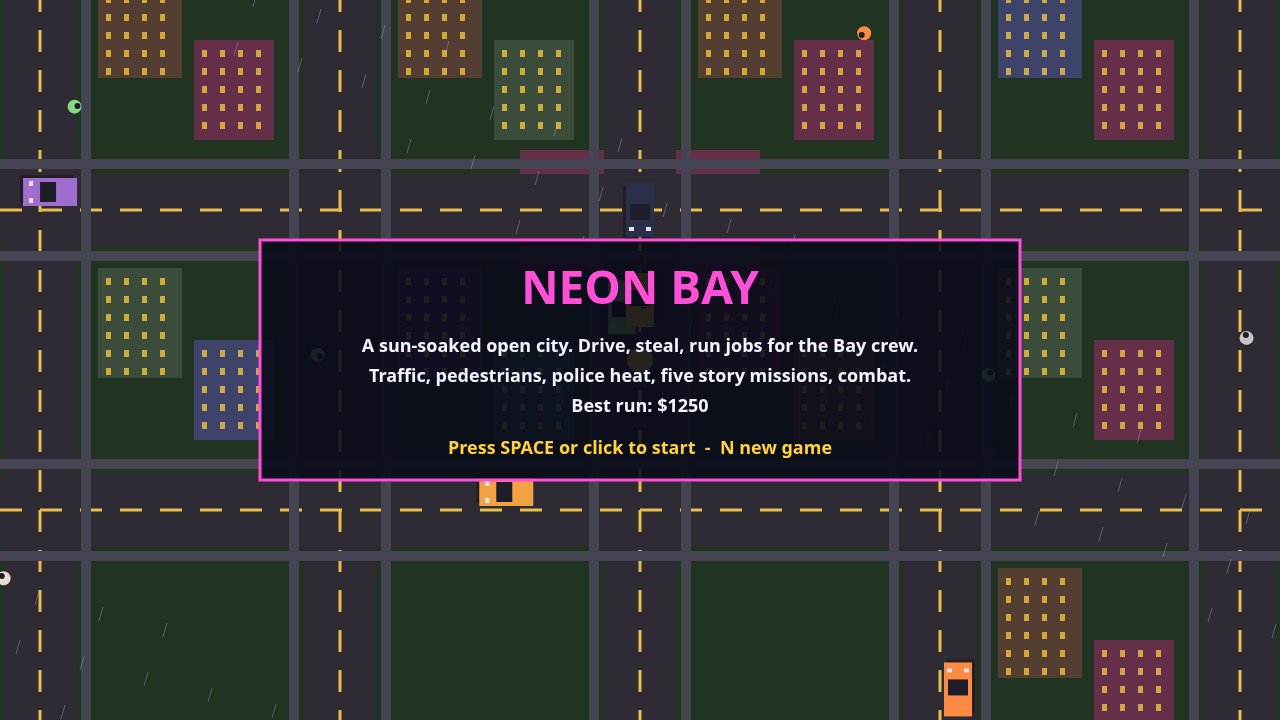 NEON BAY
A sun-soaked open city. Drive, steal, run jobs for the Bay crew.
Traffic, pedestrians, police heat, five story missions, combat.
Best run: $1250
Press SPACE or click to start - N new game